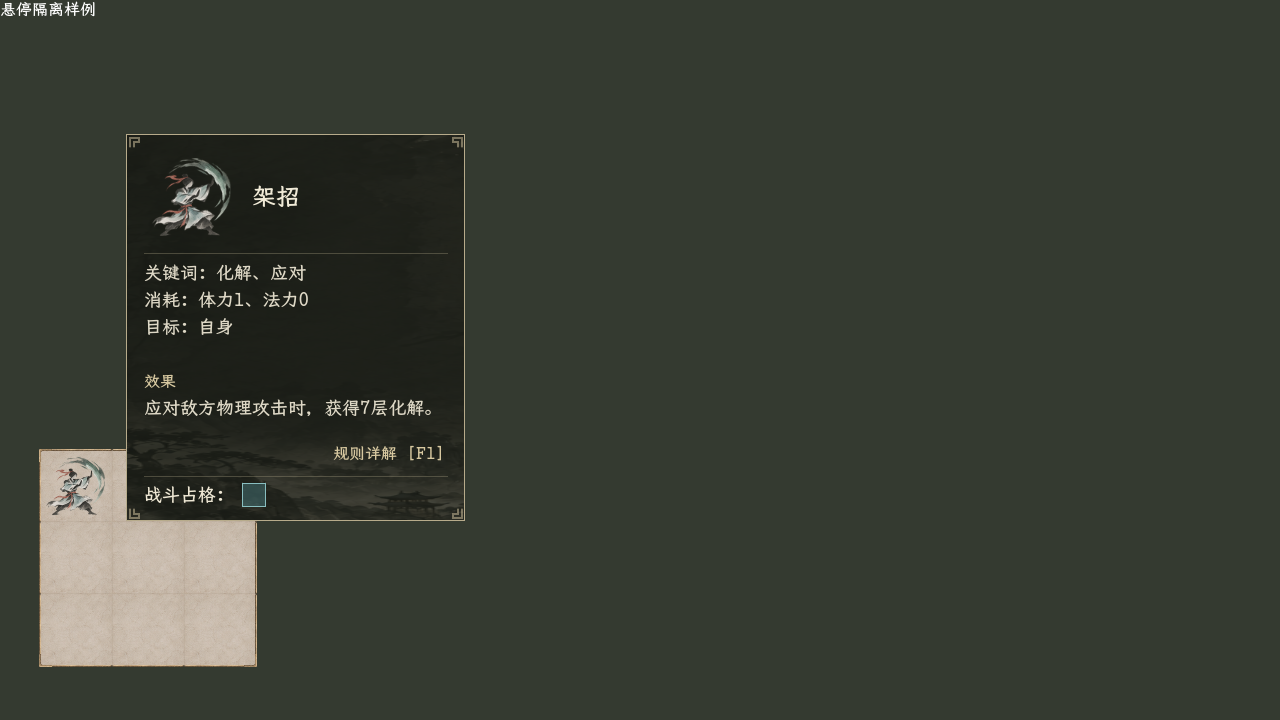 悬停隔离样例
架招
关键词：化解、应对
消耗：体力1、法力0
目标：自身
效果
应对敌方物理攻击时，获得7层化解。
规则详解 [F1]
战斗占格：